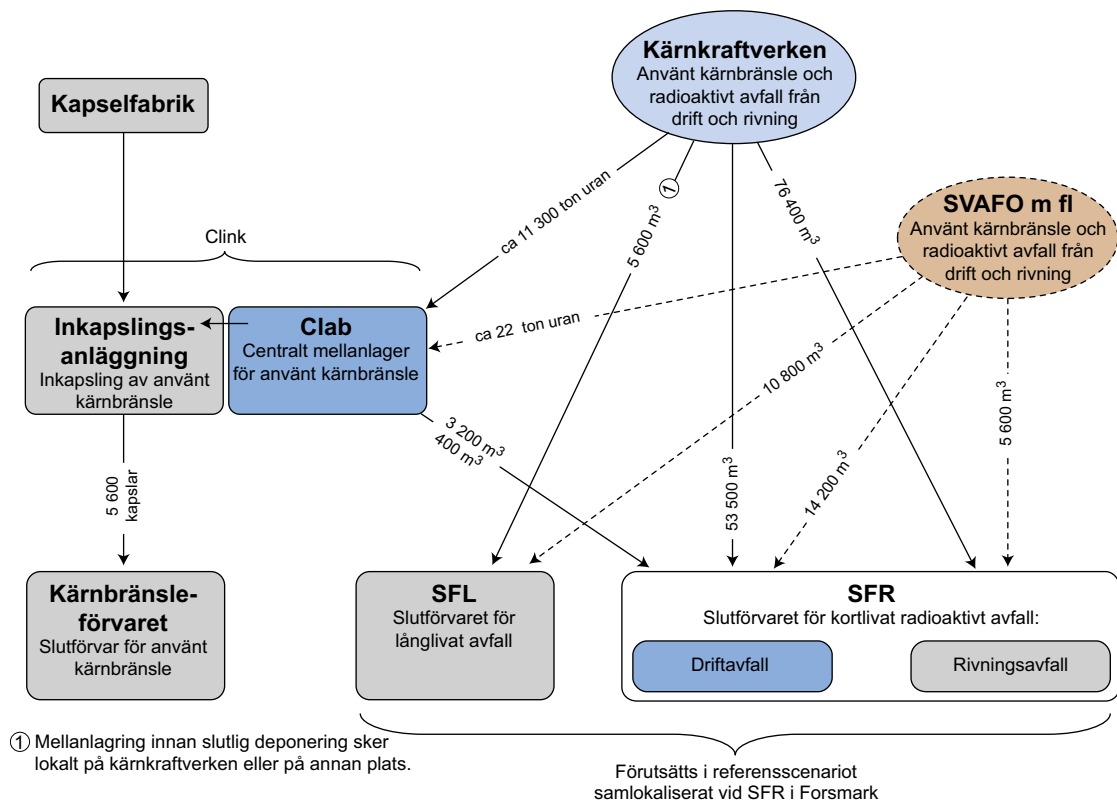 Kärnkraftverken
Använt kärnbränsle och
radioaktivt avfall från
drift och rivning
Kapselfabrik
SVAFO m fl
Använt kärnbränsle och
radioaktivt avfall från
drift och rivning
ca 11 300 ton uran
5 600 m³ ①
76 400 m³
Clink
Inkapslings-
anläggning
Inkapsling av använt
kärnbränsle
Clab
Centralt mellanlager
för använt kärnbränsle
ca 22 ton uran
10 800 m³
5 600 m³
3 200 m³
400 m³
53 500 m³
14 200 m³
5 600
kapslar
Kärnbränsle-
förvaret
Slutförvar för använt
kärnbränsle
SFL
Slutförvaret för
långlivat avfall
SFR
Slutförvaret för kortlivat radioaktivt avfall:
Driftavfall
Rivningsavfall
① Mellanlagring innan slutlig deponering sker
lokalt på kärnkraftverken eller på annan plats.
Förutsätts i referensscenariot
samlokaliserat vid SFR i Forsmark